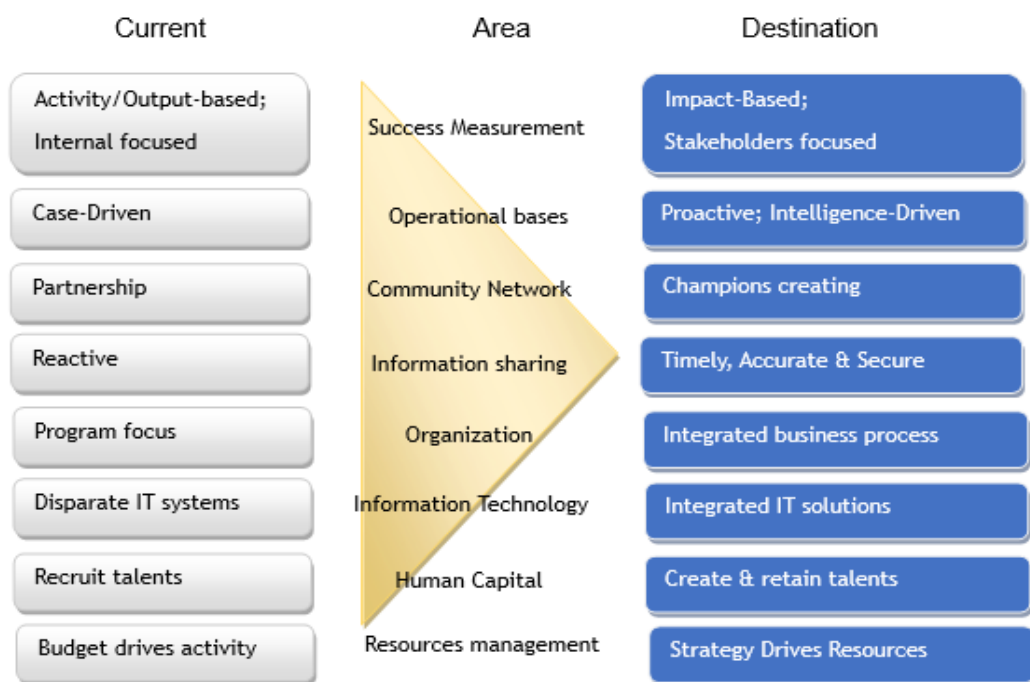 Current
Area
Destination
Activity/Output-based;
Internal focused
Success Measurement
Impact-Based;
Stakeholders focused
Case-Driven
Operational bases
Proactive; Intelligence-Driven
Partnership
Community Network
Champions creating
Reactive
Information sharing
Timely, Accurate & Secure
Program focus
Organization
Integrated business process
Disparate IT systems
Information Technology
Integrated IT solutions
Recruit talents
Human Capital
Create & retain talents
Budget drives activity
Resources management
Strategy Drives Resources